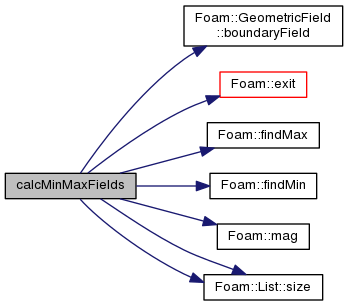 Foam::GeometricField
::boundaryField
Foam::exit
Foam::findMax
calcMinMaxFields
Foam::findMin
Foam::mag
Foam::List::size